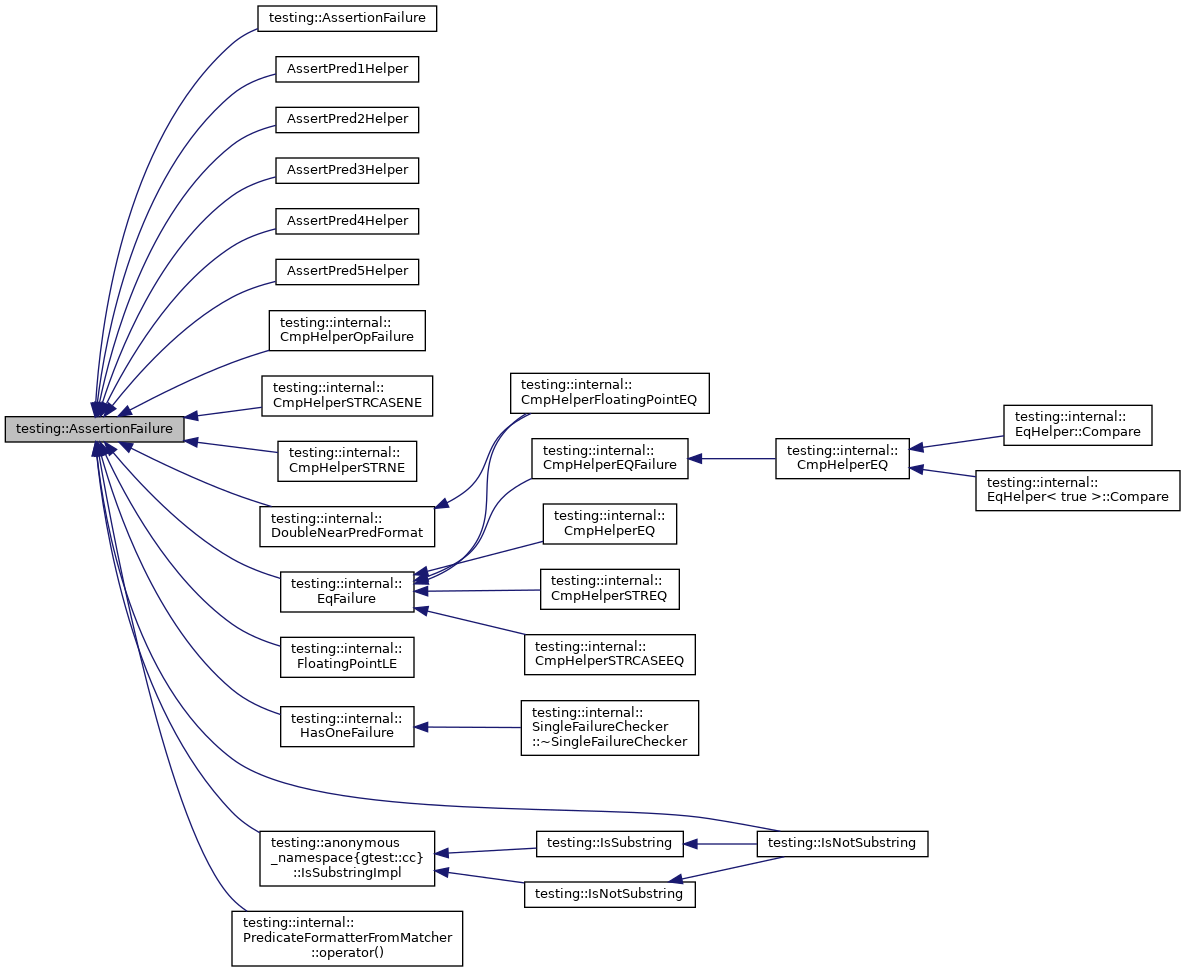 testing::AssertionFailure
AssertPred1Helper
AssertPred2Helper
AssertPred3Helper
AssertPred4Helper
AssertPred5Helper
testing::internal::
CmpHelperOpFailure
testing::internal::
CmpHelperSTRCASENE
testing::AssertionFailure
testing::internal::
CmpHelperSTRNE
testing::internal::
DoubleNearPredFormat
testing::internal::
EqFailure
testing::internal::
FloatingPointLE
testing::internal::
HasOneFailure
testing::anonymous
_namespace{gtest::cc}
::IsSubstringImpl
testing::internal::
PredicateFormatterFromMatcher
::operator()
testing::internal::
CmpHelperFloatingPointEQ
testing::internal::
CmpHelperEQFailure
testing::internal::
CmpHelperEQ
testing::internal::
CmpHelperSTREQ
testing::internal::
CmpHelperSTRCASEEQ
testing::internal::
SingleFailureChecker
::~SingleFailureChecker
testing::IsSubstring
testing::IsNotSubstring
testing::internal::
CmpHelperEQ
testing::IsNotSubstring
testing::internal::
EqHelper::Compare
testing::internal::
EqHelper< true >::Compare